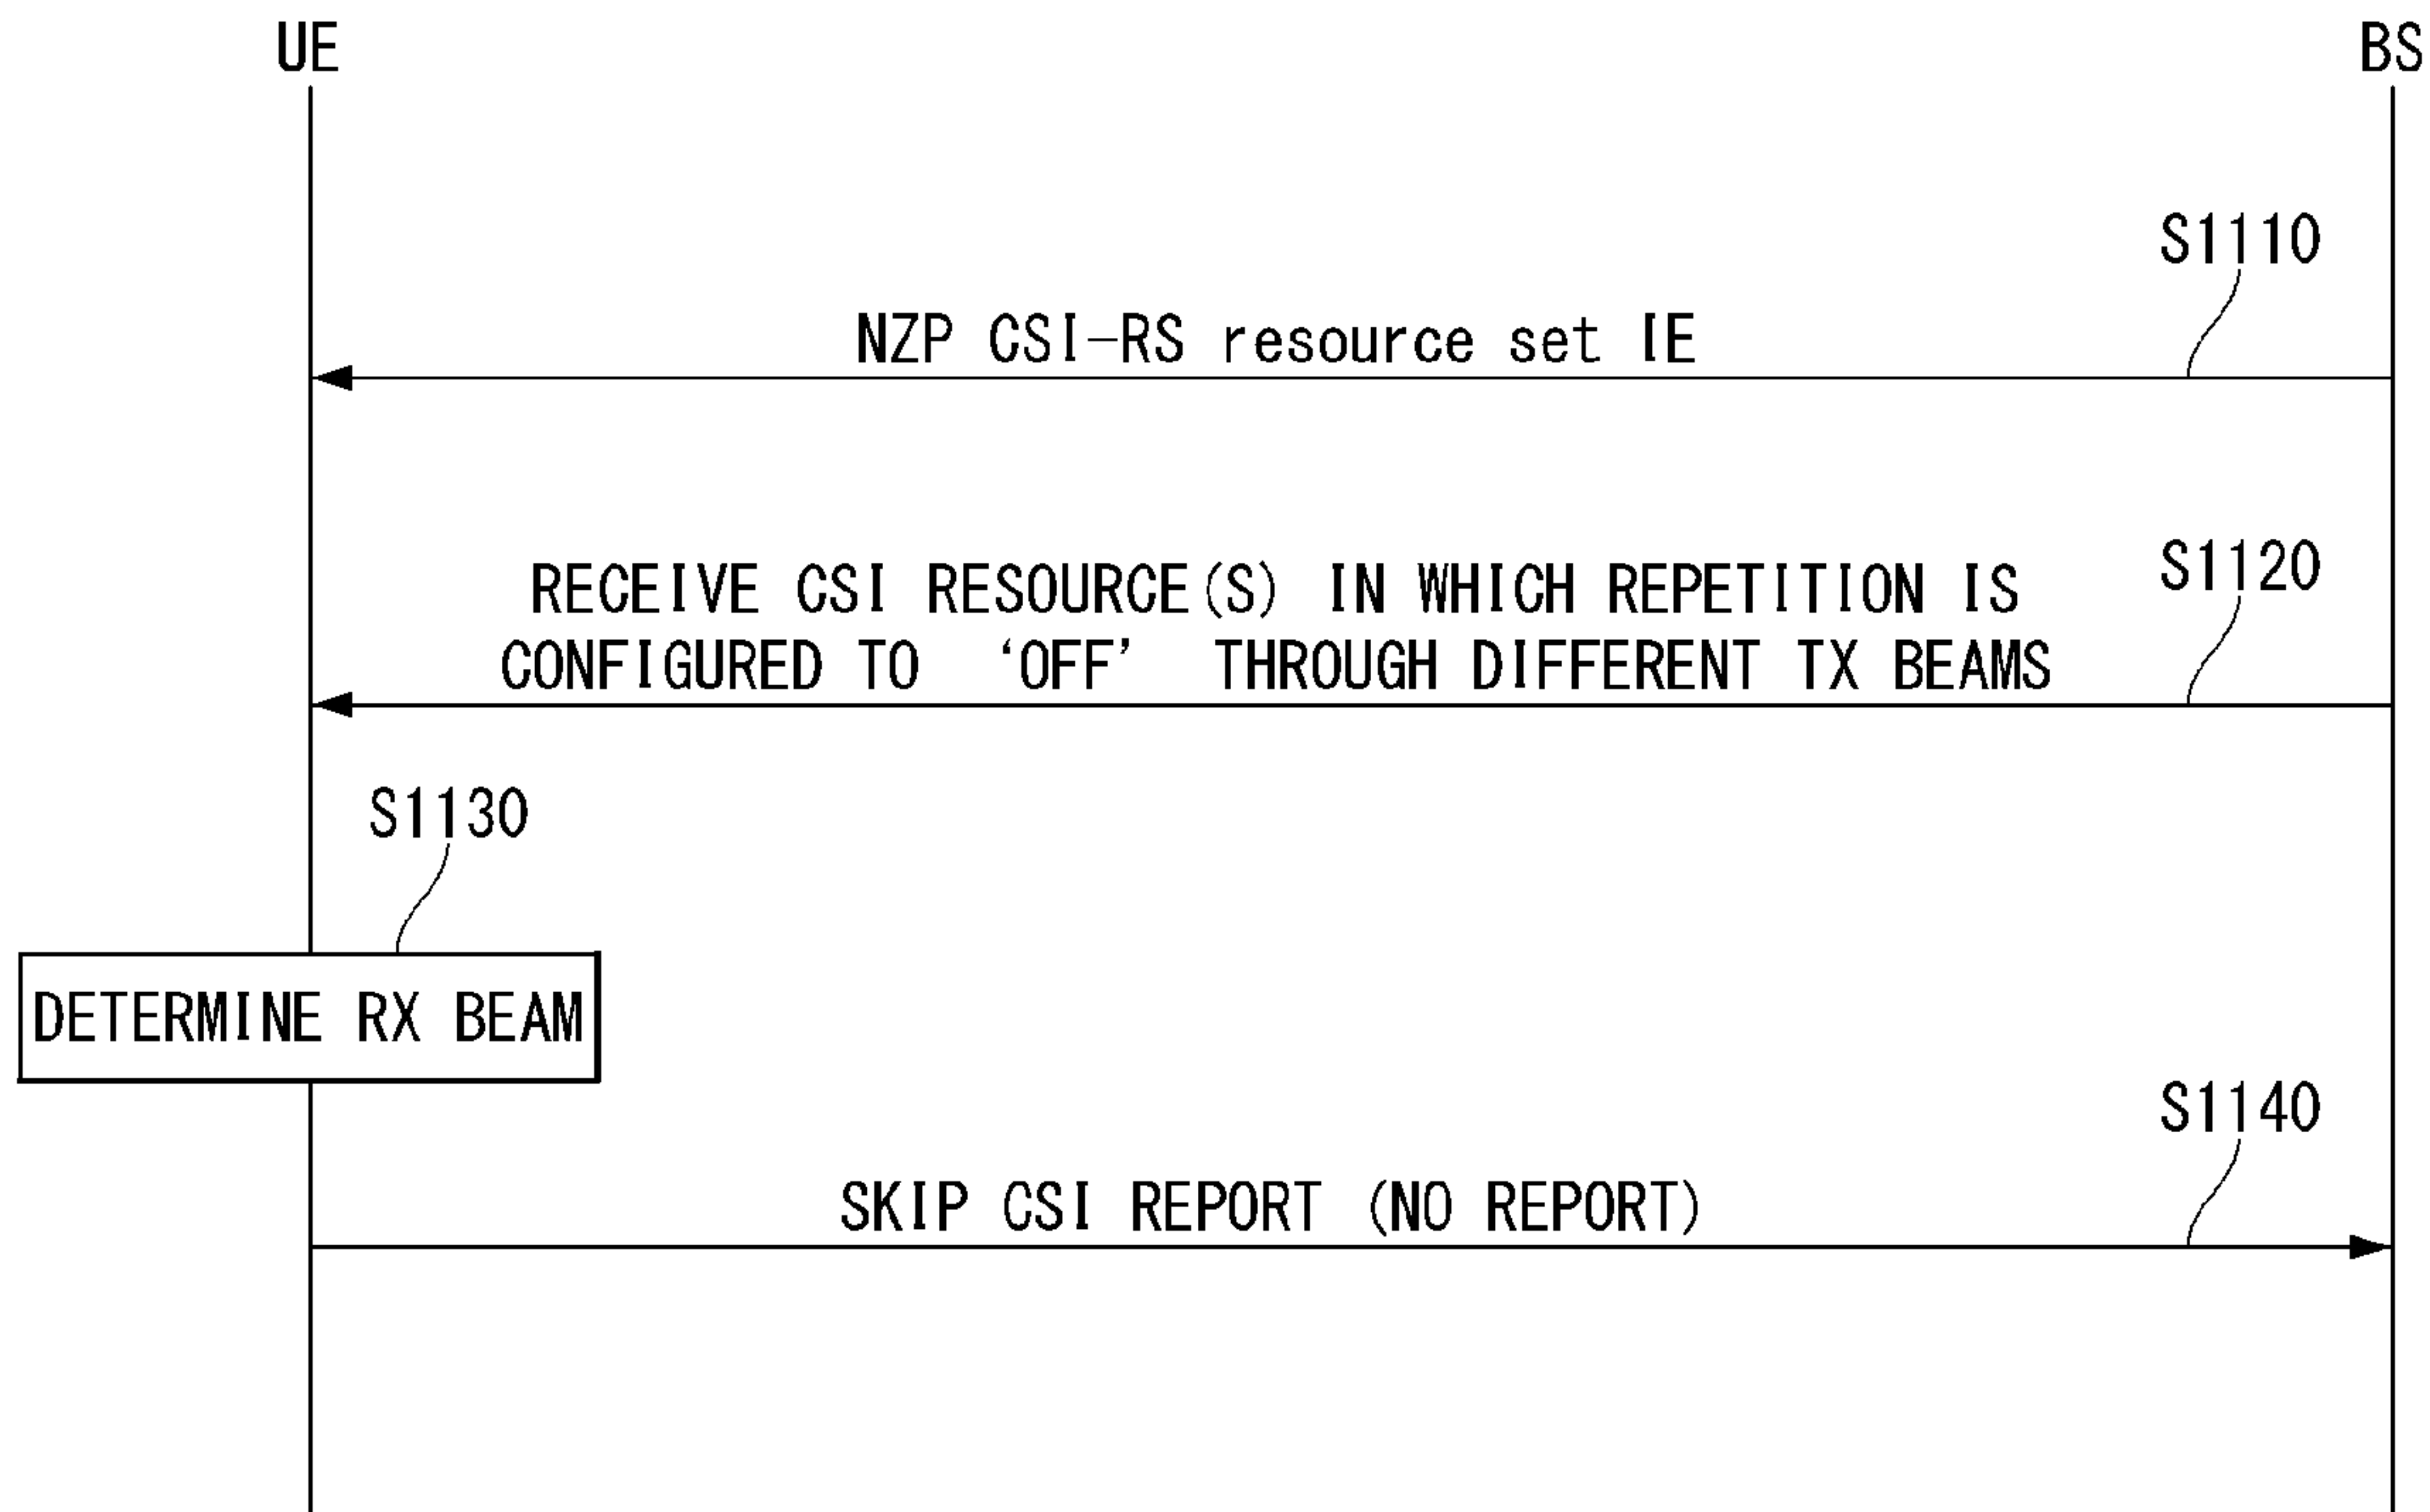 UE
BS
S1110
NZP CSI-RS resource set IE
S1120
RECEIVE CSI RESOURCE(S) IN WHICH REPETITION IS
CONFIGURED TO 'OFF' THROUGH DIFFERENT TX BEAMS
S1130
DETERMINE RX BEAM
S1140
SKIP CSI REPORT (NO REPORT)